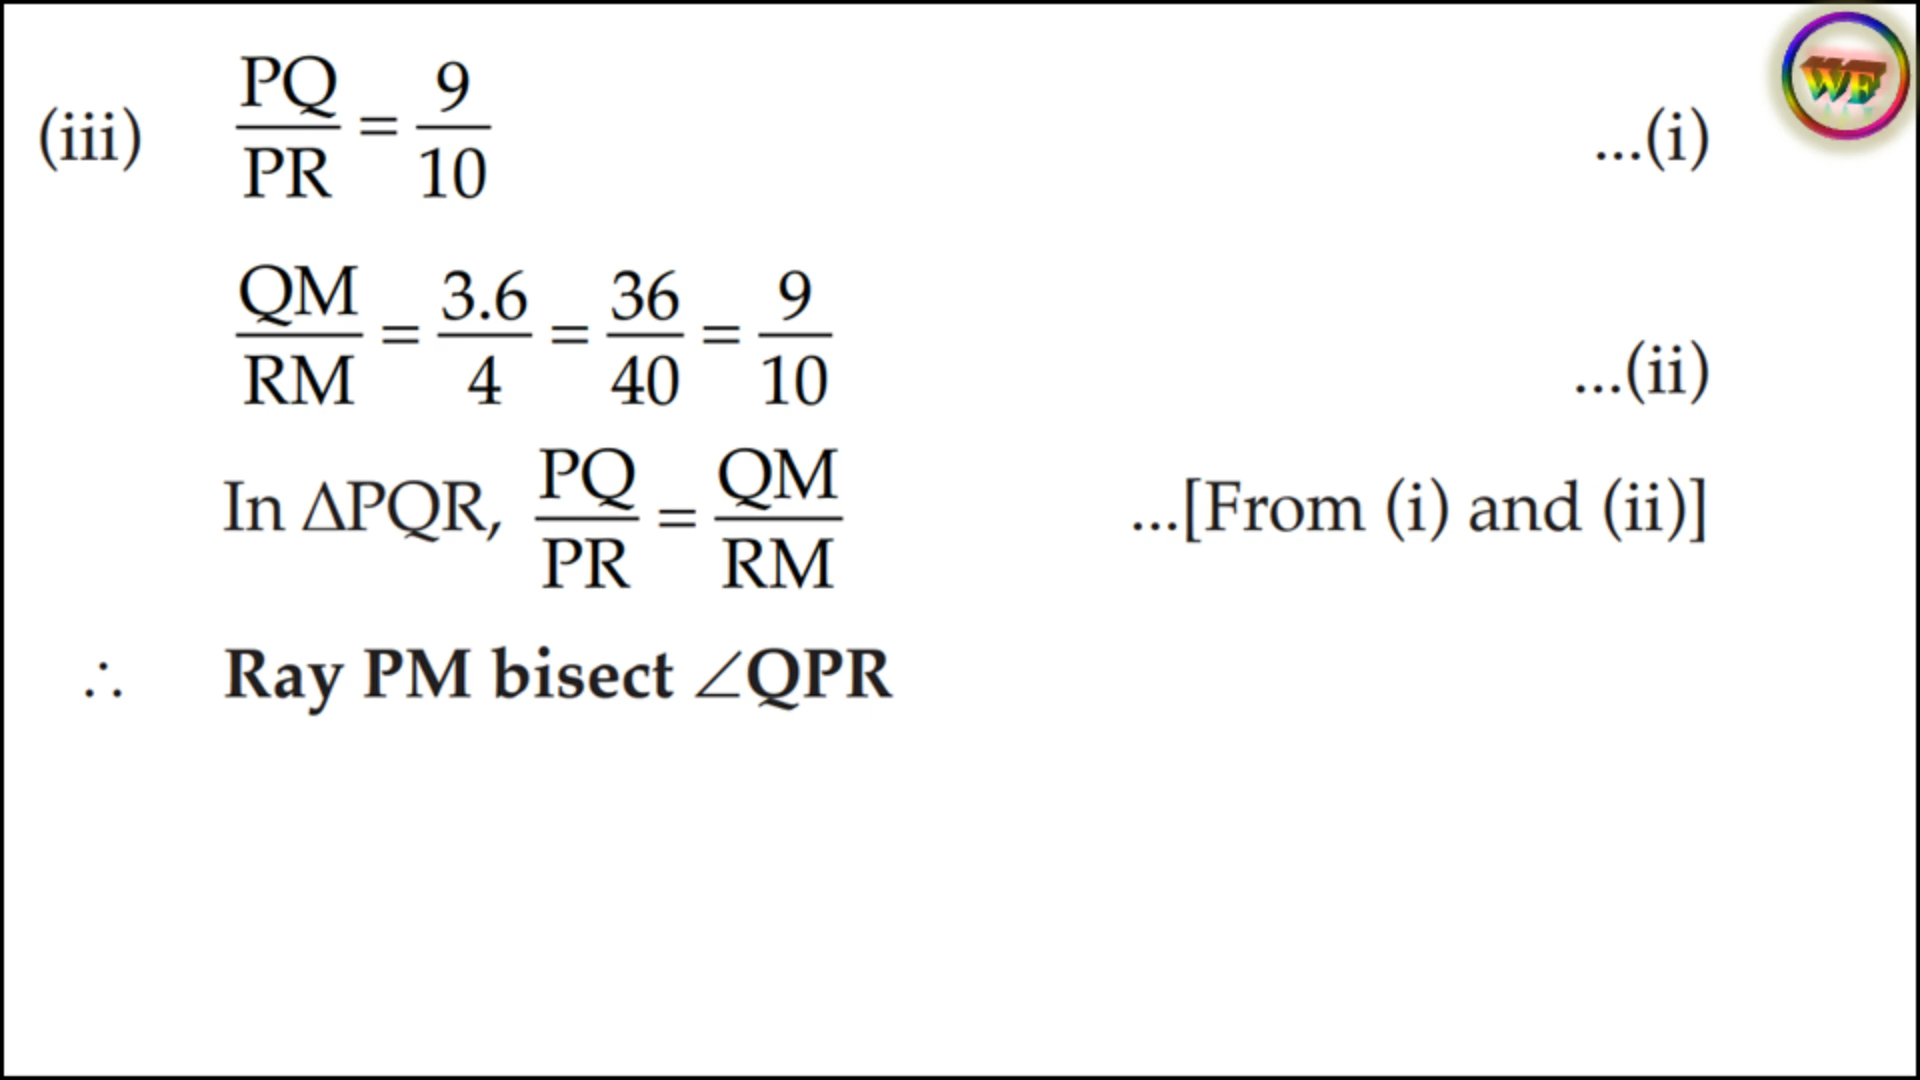 (iii) PQ/PR = 9/10 ...(i)
QM/RM = 3.6/4 = 36/40 = 9/10 ...(ii)
In ΔPQR, PQ/PR = QM/RM ...[From (i) and (ii)]
∴ Ray PM bisect ∠QPR
WE